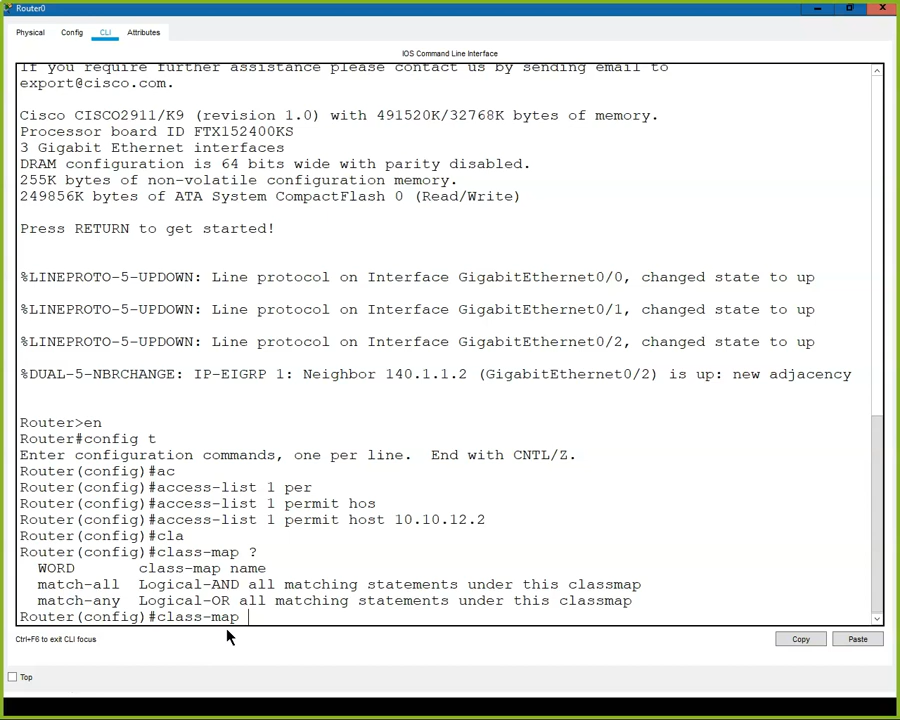 Router0
Physical Config CLI Attributes
IOS Command Line Interface
If you require further assistance please contact us by sending email to
export@cisco.com.
Cisco CISCO2911/K9 (revision 1.0) with 491520K/32768K bytes of memory.
Processor board ID FTX152400KS
3 Gigabit Ethernet interfaces
DRAM configuration is 64 bits wide with parity disabled.
255K bytes of non-volatile configuration memory.
249856K bytes of ATA System CompactFlash 0 (Read/Write)
Press RETURN to get started!
%LINEPROTO-5-UPDOWN: Line protocol on Interface GigabitEthernet0/0, changed state to up
%LINEPROTO-5-UPDOWN: Line protocol on Interface GigabitEthernet0/1, changed state to up
%LINEPROTO-5-UPDOWN: Line protocol on Interface GigabitEthernet0/2, changed state to up
%DUAL-5-NBRCHANGE: IP-EIGRP 1: Neighbor 140.1.1.2 (GigabitEthernet0/2) is up: new adjacency
Router>en
Router#config t
Enter configuration commands, one per line.  End with CNTL/Z.
Router(config)#ac
Router(config)#access-list 1 per
Router(config)#access-list 1 permit hos
Router(config)#access-list 1 permit host 10.10.12.2
Router(config)#cla
Router(config)#class-map ?
WORD       class-map name
match-all  Logical-AND all matching statements under this classmap
match-any  Logical-OR all matching statements under this classmap
Router(config)#class-map
Ctrl+F6 to exit CLI focus
Copy Paste
Top